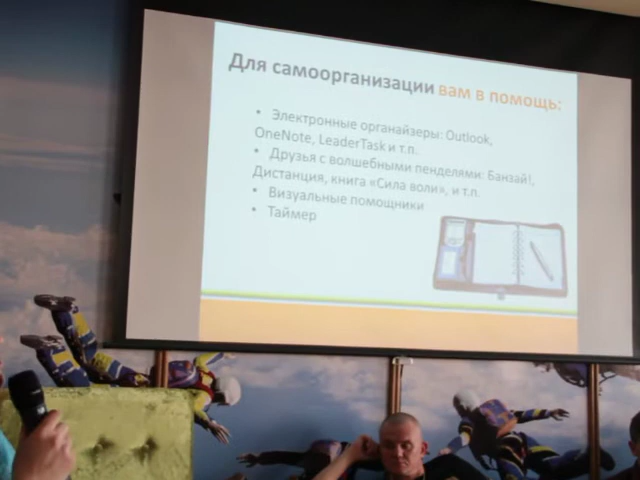 Для самоорганизации вам в помощь:
• Электронные органайзеры: Outlook,
OneNote, LeaderTask и т.п.
• Друзья с волшебными пенделями: Банзай!,
Дистанция, книга «Сила воли», и т.п.
• Визуальные помощники
• Таймер